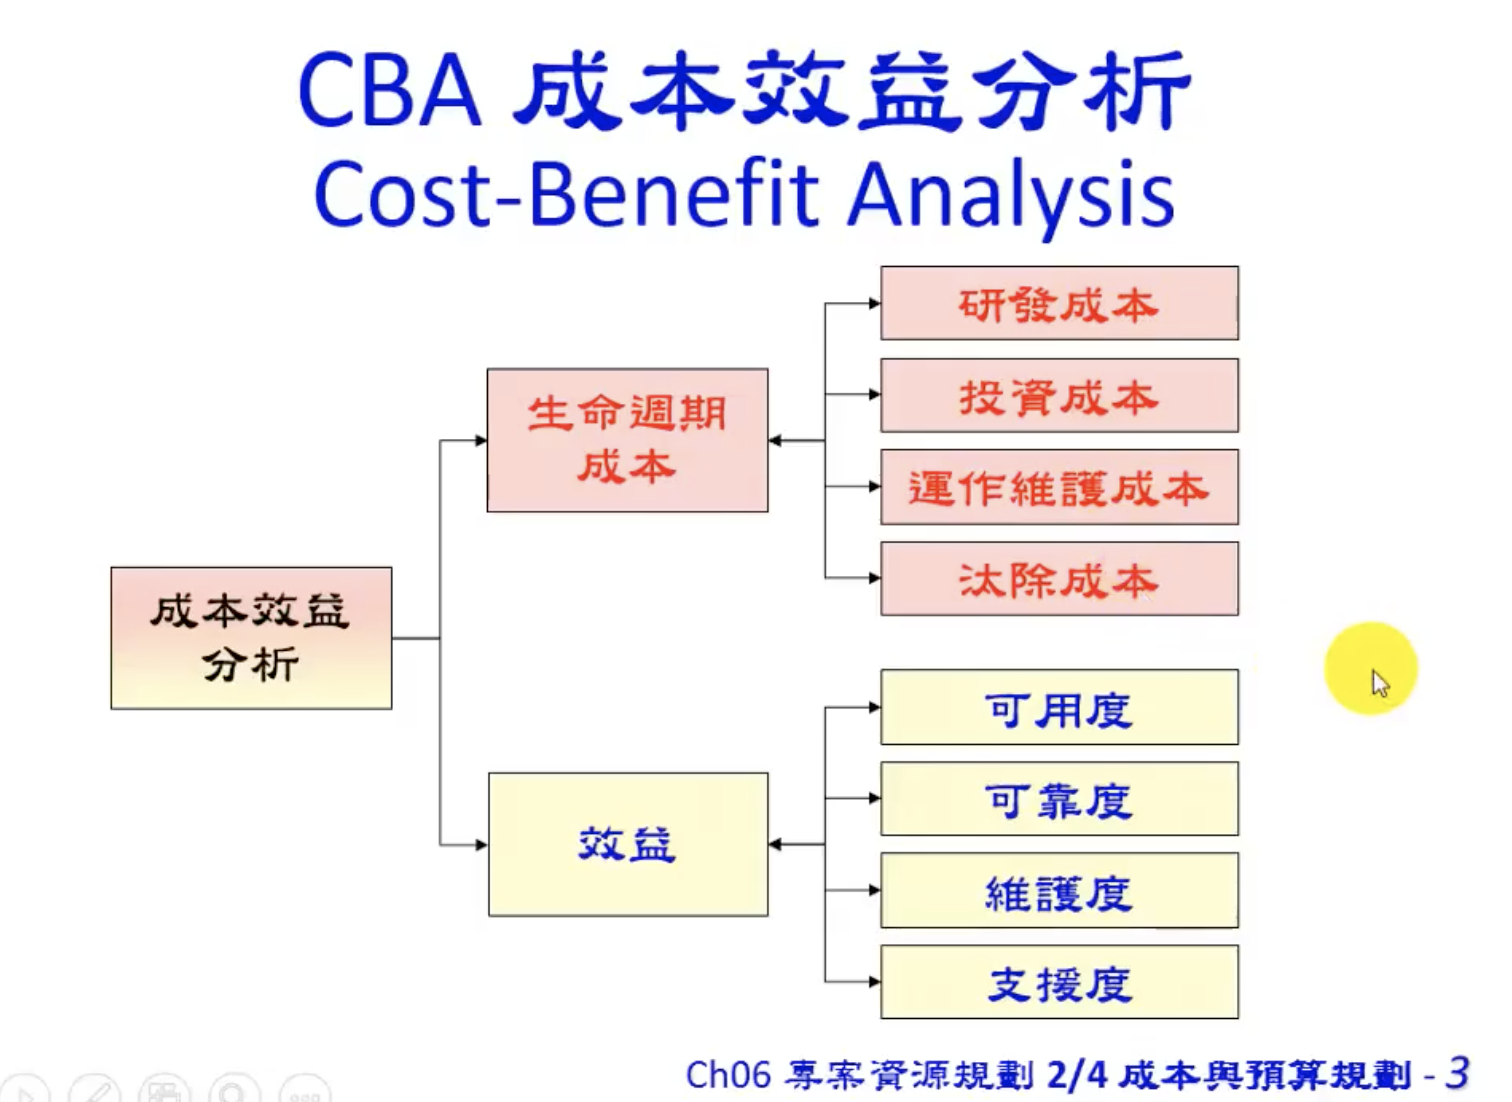 CBA 成本效益分析
Cost-Benefit Analysis
成本效益
分析
生命週期
成本
研發成本
投資成本
運作維護成本
汰除成本
效益
可用度
可靠度
維護度
支援度
Ch06 專案資源規劃 2/4 成本與預算規劃 - 3